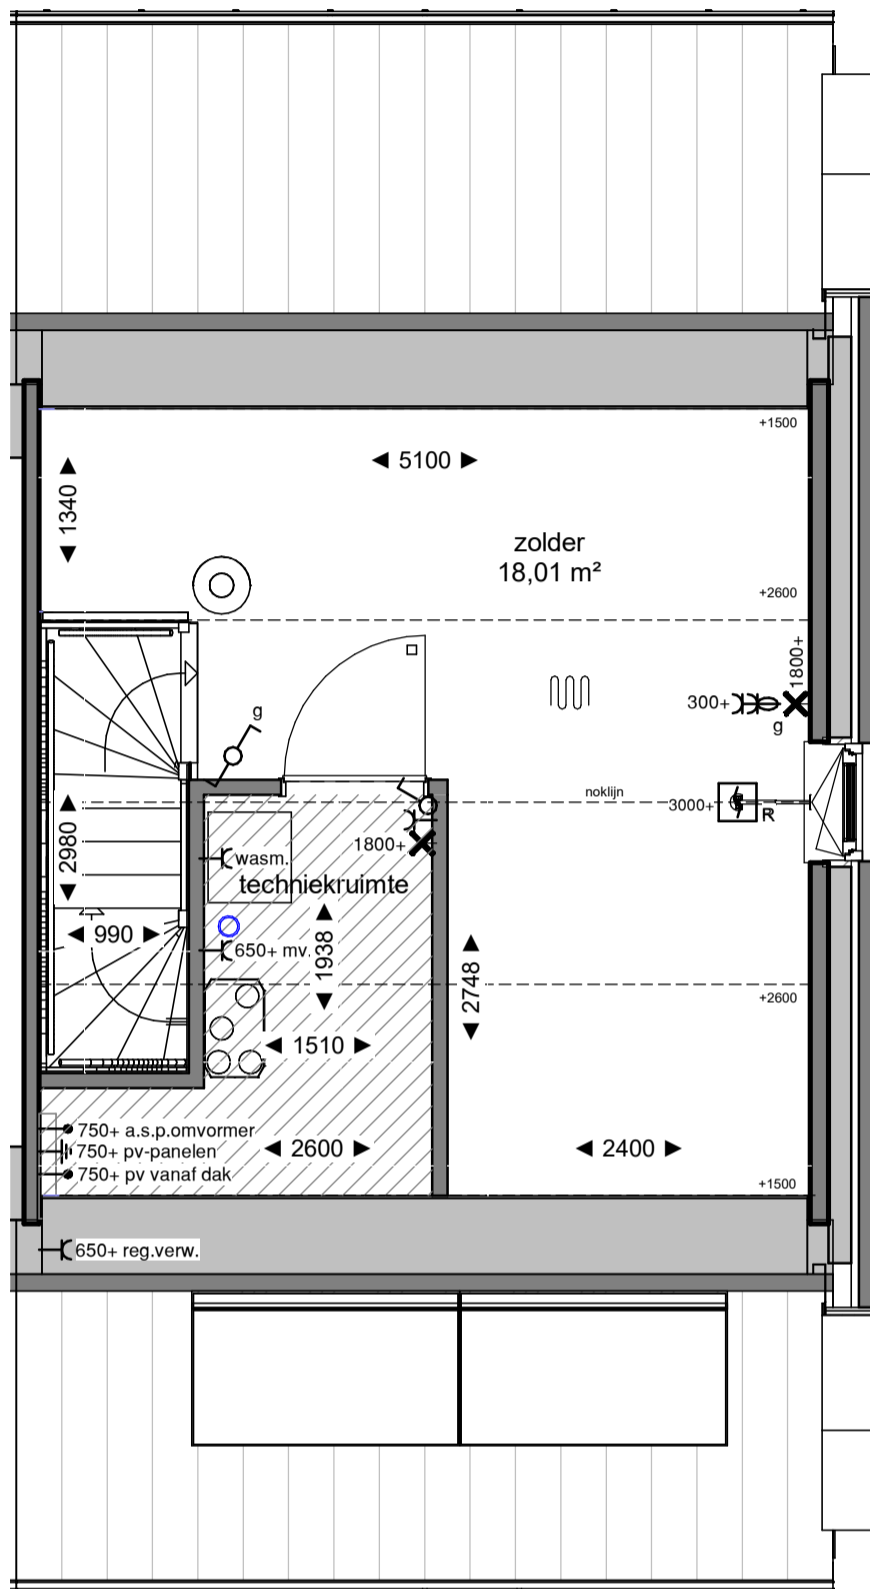 +1500
5100
1340
zolder
18,01 m²
+2600
1800+
300+
g
g
noklijn
3000+
R
1800+
2980
wasm.
techniekruimte
990
650+ mv.
1938
2748
+2600
1510
750+ a.s.p.omvormer
750+ pv-panelen
750+ pv vanaf dak
2600
2400
+1500
650+ reg.verw.